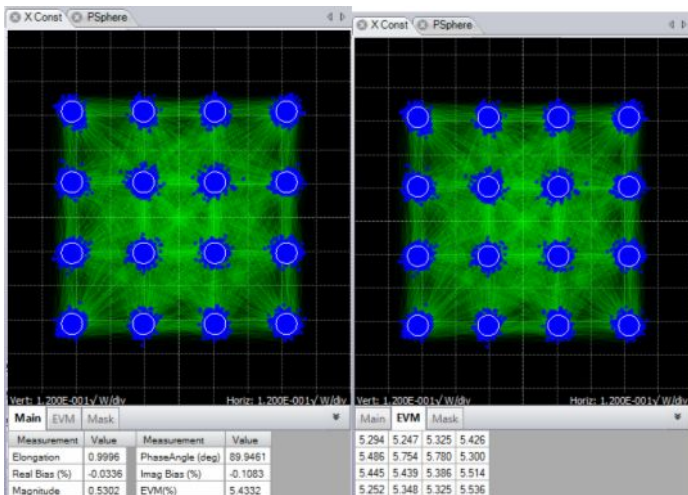 X Const PSphere
Vert: 1.200E-001√ W/div Horiz: 1.200E-001√ W/div
Main EVM Mask
Measurement Value Measurement Value
Elongation 0.9996 PhaseAngle (deg) 89.9461
Real Bias (%) -0.0336 Imag Bias (%) -0.1083
Magnitude 0.5302 EVM(%) 5.4332
X Const PSphere
Vert: 1.200E-001√ W/div Horiz: 1.200E-001√ W/div
Main EVM Mask
5.294 5.247 5.325 5.426
5.486 5.754 5.780 5.300
5.445 5.439 5.386 5.514
5.252 5.348 5.325 5.536